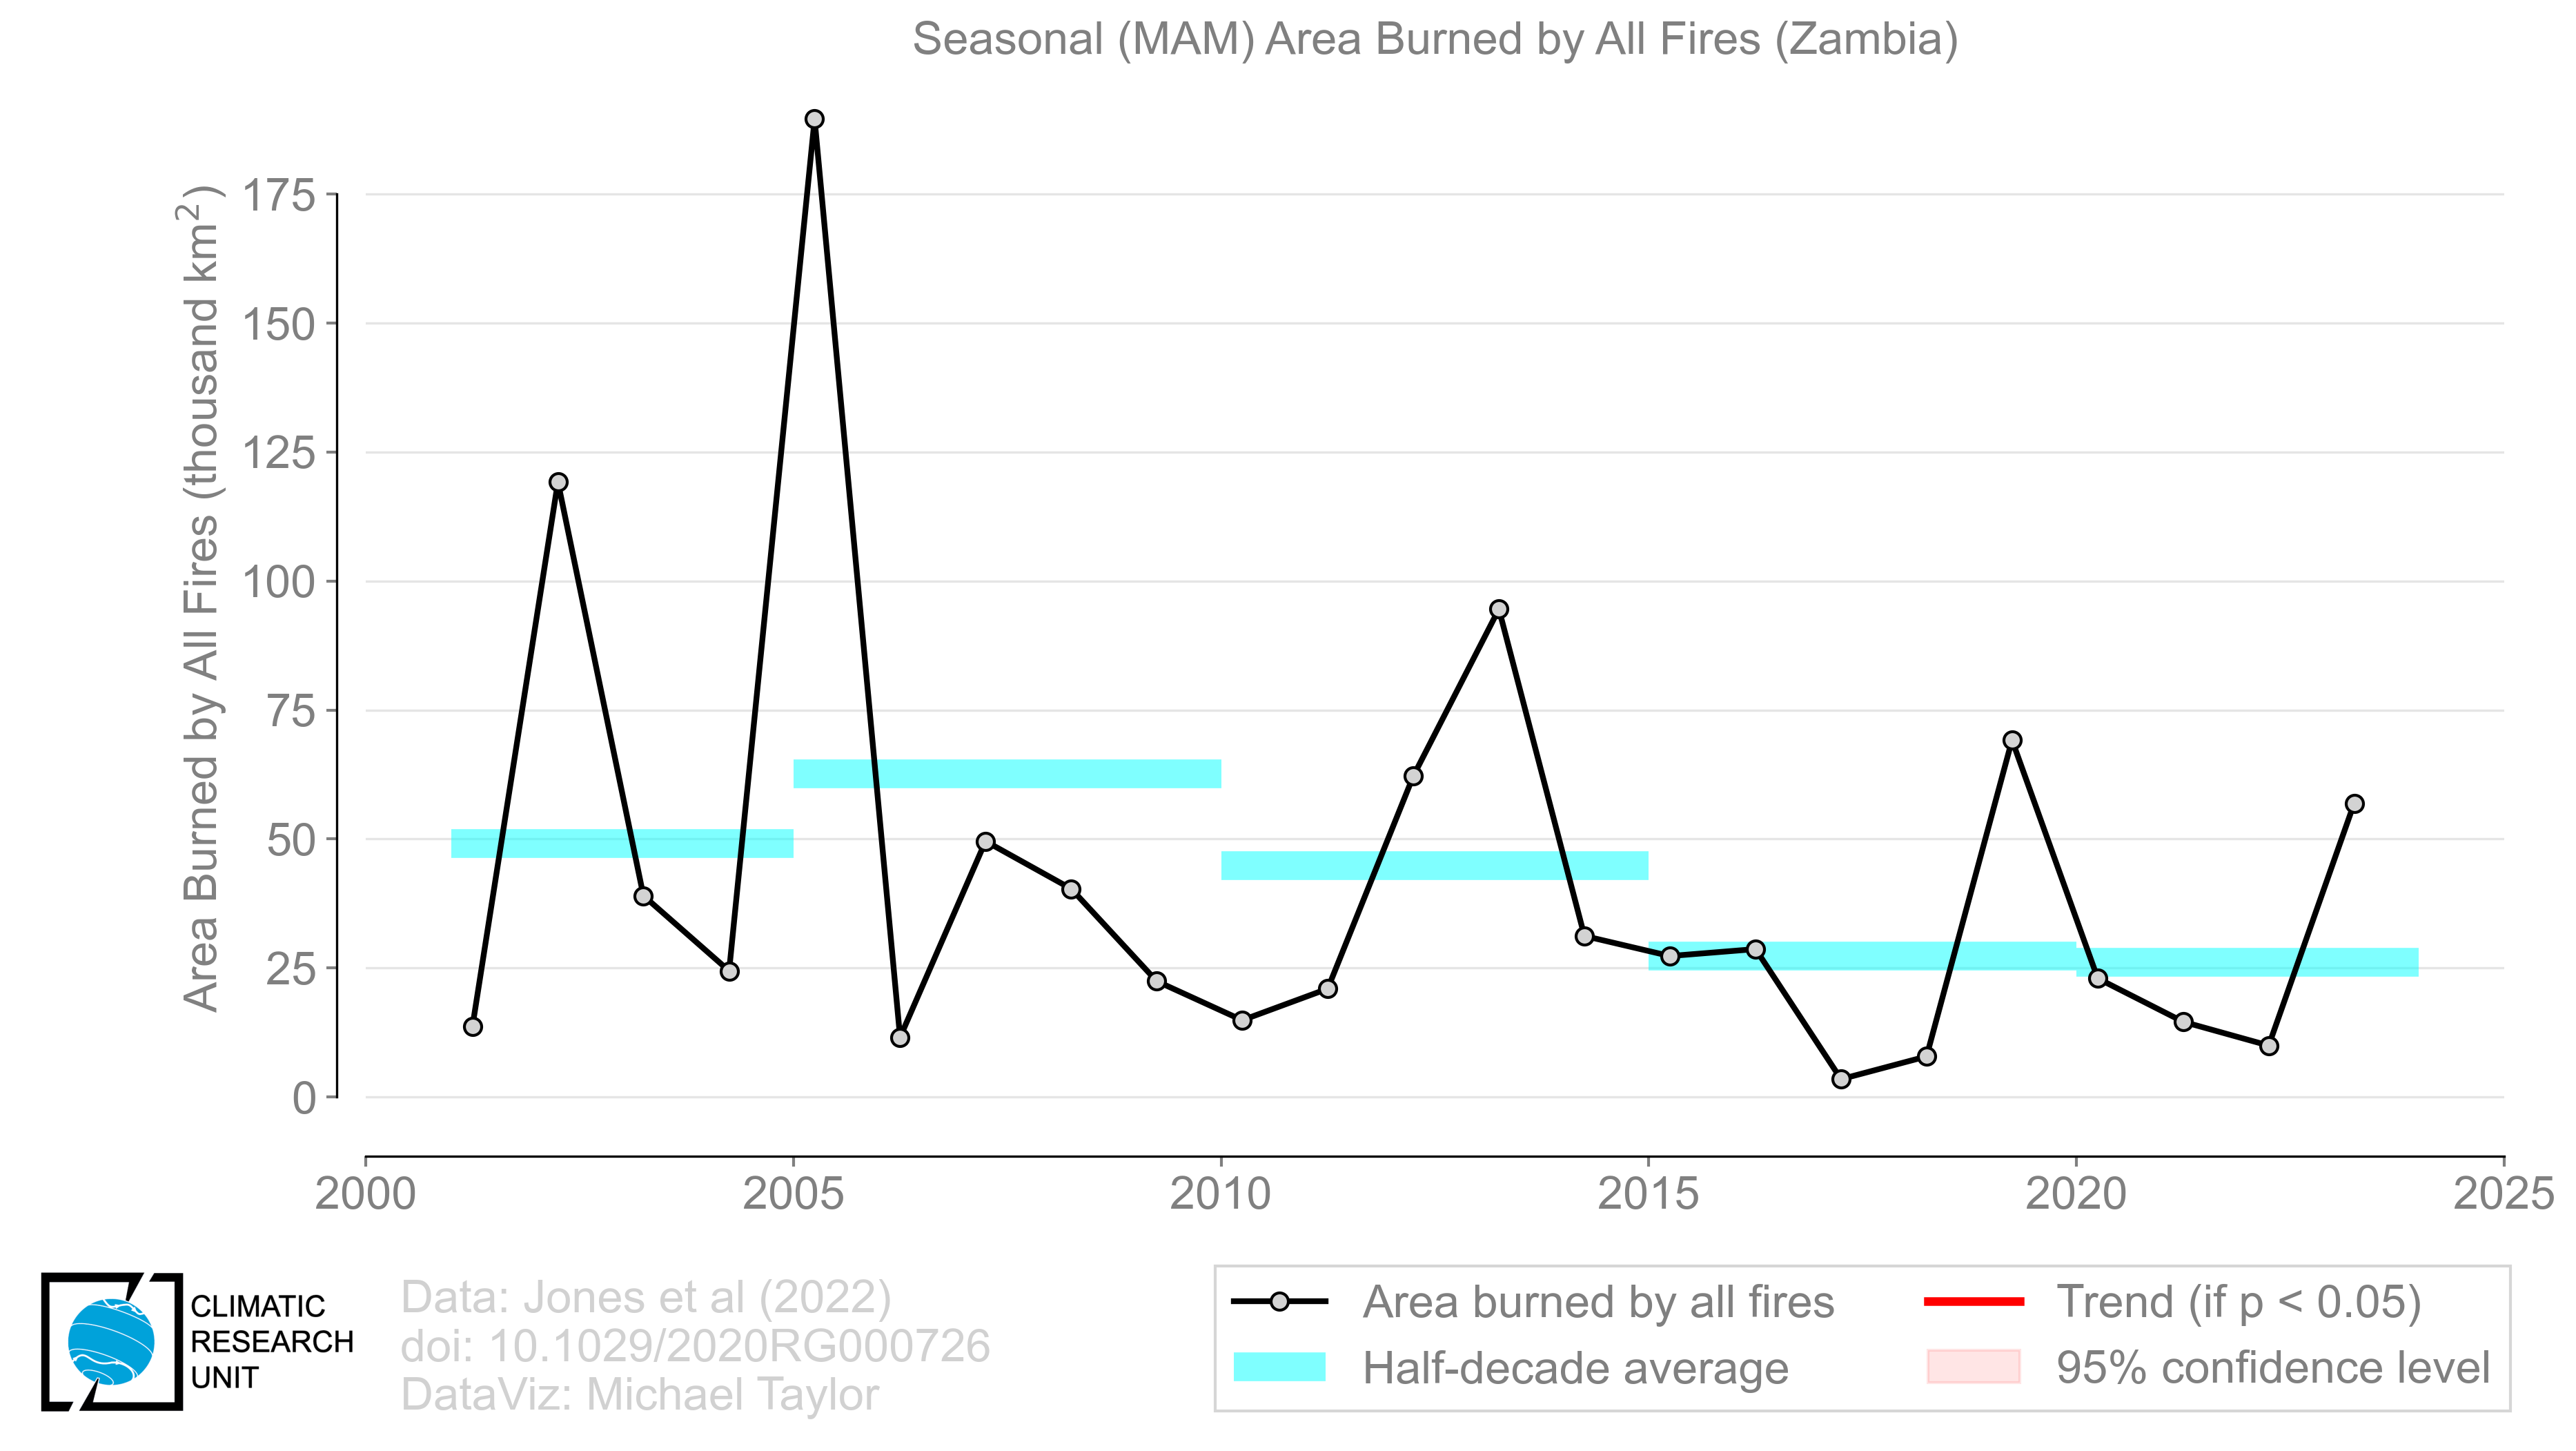 Seasonal (MAM) Area Burned by All Fires (Zambia)
Area Burned by All Fires (thousand km²)
175
150
125
100
75
50
25
0
2000 2005 2010 2015 2020 2025
CLIMATIC
RESEARCH
UNIT
Data: Jones et al (2022)
doi: 10.1029/2020RG000726
DataViz: Michael Taylor
Area burned by all fires
Half-decade average
Trend (if p < 0.05)
95% confidence level